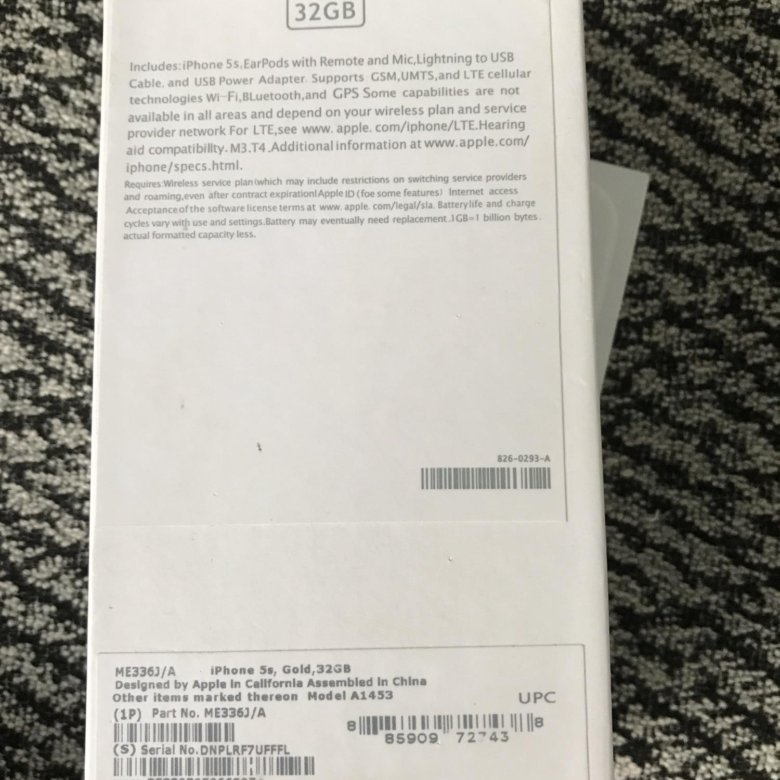 32GB
Includes:iPhone 5s.EarPods with Remote and Mic,Lightning to USB
Cable, and USB Power Adapter. Supports GSM,UMTS,and LTE cellular
technologies Wi-Fi,BLuetooth,and GPS Some capabilities are not
available in all areas and depend on your wireless plan and service
provider network For LTE,see www. apple. com/iphone/LTE.Hearing
aid compatibility. M3.T4 .Additional information at www.apple.com/
iphone/specs.html.
Requires:Wireless service plan(which may include restrictions on switching service providers
and roaming,even after contract expiration)Apple ID (foe some features) Internet access
Acceptance of the software license terms at www. apple. com/legal/sla. Battery life and charge
cycles vary with use and settings.Battery may eventually need replacement .1GB=1 billion bytes .
actual formatted capacity less.
826-0293-A
ME336J/A iPhone 5s, Gold,32GB
Designed by Apple in California Assembled In China
Other items marked thereon Model A1453
UPC
(1P) Part No. ME336J/A
8 85909 72743 8
(S) Serial No.DNPLRF7UFFFL